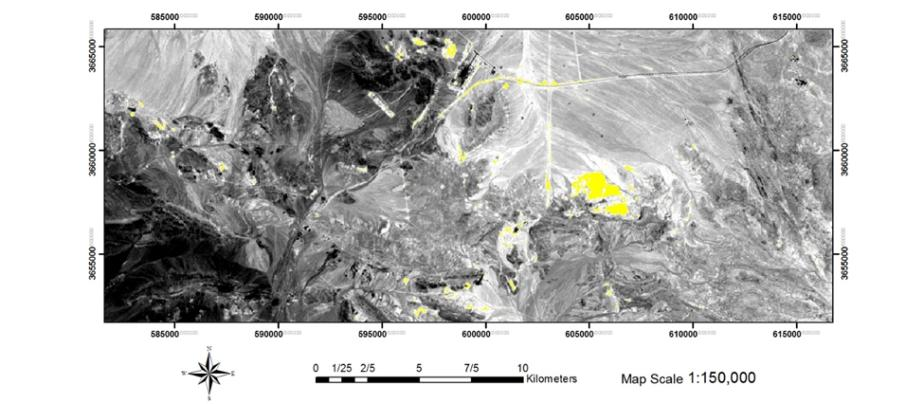 585000 590000 595000 600000 605000 610000 615000
3665000 3665000
3660000 3660000
3655000 3655000
585000 590000 595000 600000 605000 610000 615000
N
W E
S
0 1/25 2/5 5 7/5 10
Kilometers
Map Scale 1:150,000